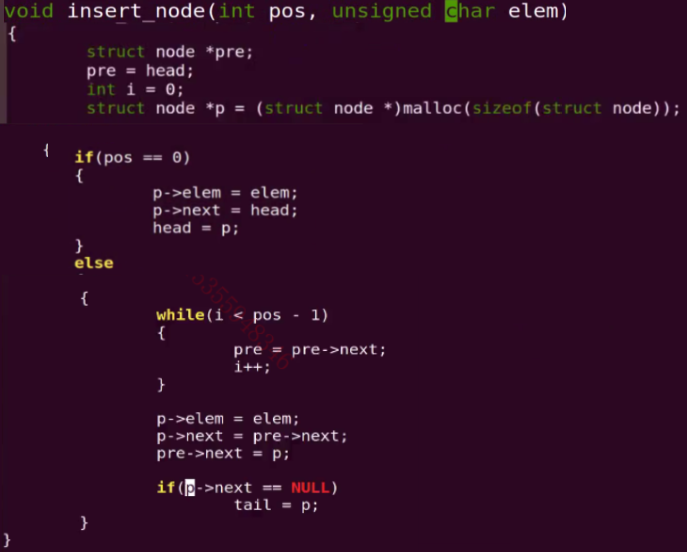 void insert_node(int pos, unsigned char elem)
{
struct node *pre;
pre = head;
int i = 0;
struct node *p = (struct node *)malloc(sizeof(struct node));
{
if(pos == 0)
{
p->elem = elem;
p->next = head;
head = p;
}
else
{
while(i < pos - 1)
{
pre = pre->next;
i++;
}
p->elem = elem;
p->next = pre->next;
pre->next = p;
if(p->next == NULL)
tail = p;
}
}